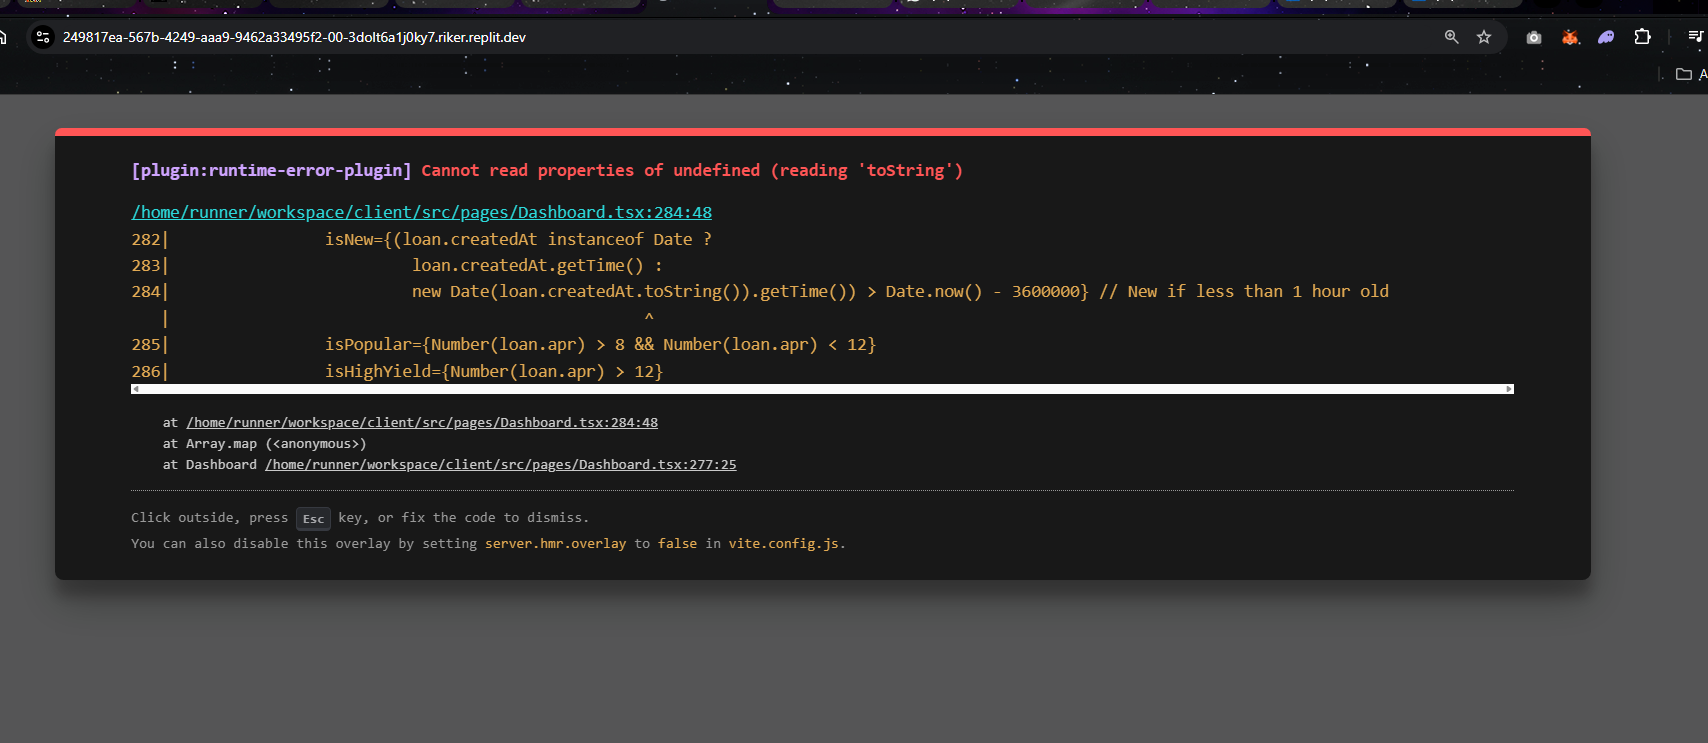 249817ea-567b-4249-aaa9-9462a33495f2-00-3dolt6a1j0ky7.riker.replit.dev
A
[plugin:runtime-error-plugin] Cannot read properties of undefined (reading 'toString')
/home/runner/workspace/client/src/pages/Dashboard.tsx:284:48
282|                isNew={(loan.createdAt instanceof Date ?
283|                         loan.createdAt.getTime() :
284|                         new Date(loan.createdAt.toString()).getTime()) > Date.now() - 3600000} // New if less than 1 hour old
   |                                                 ^
285|                isPopular={Number(loan.apr) > 8 && Number(loan.apr) < 12}
286|                isHighYield={Number(loan.apr) > 12}
at /home/runner/workspace/client/src/pages/Dashboard.tsx:284:48
at Array.map (<anonymous>)
at Dashboard /home/runner/workspace/client/src/pages/Dashboard.tsx:277:25
Click outside, press Esc key, or fix the code to dismiss.
You can also disable this overlay by setting server.hmr.overlay to false in vite.config.js.